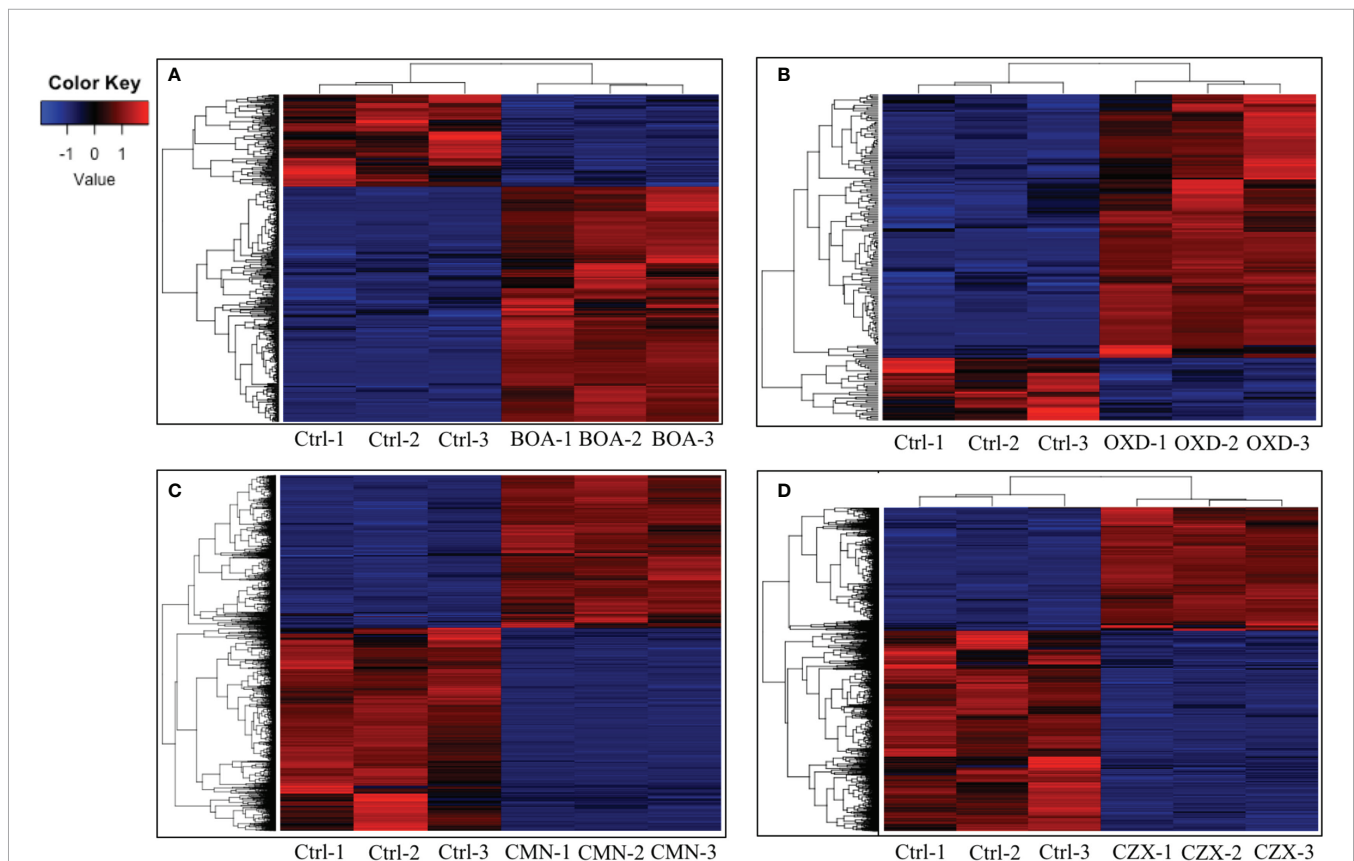 Color Key
-1 0 1
Value
A
Ctrl-1 Ctrl-2 Ctrl-3 BOA-1 BOA-2 BOA-3
B
Ctrl-1 Ctrl-2 Ctrl-3 OXD-1 OXD-2 OXD-3
C
Ctrl-1 Ctrl-2 Ctrl-3 CMN-1 CMN-2 CMN-3
D
Ctrl-1 Ctrl-2 Ctrl-3 CZX-1 CZX-2 CZX-3